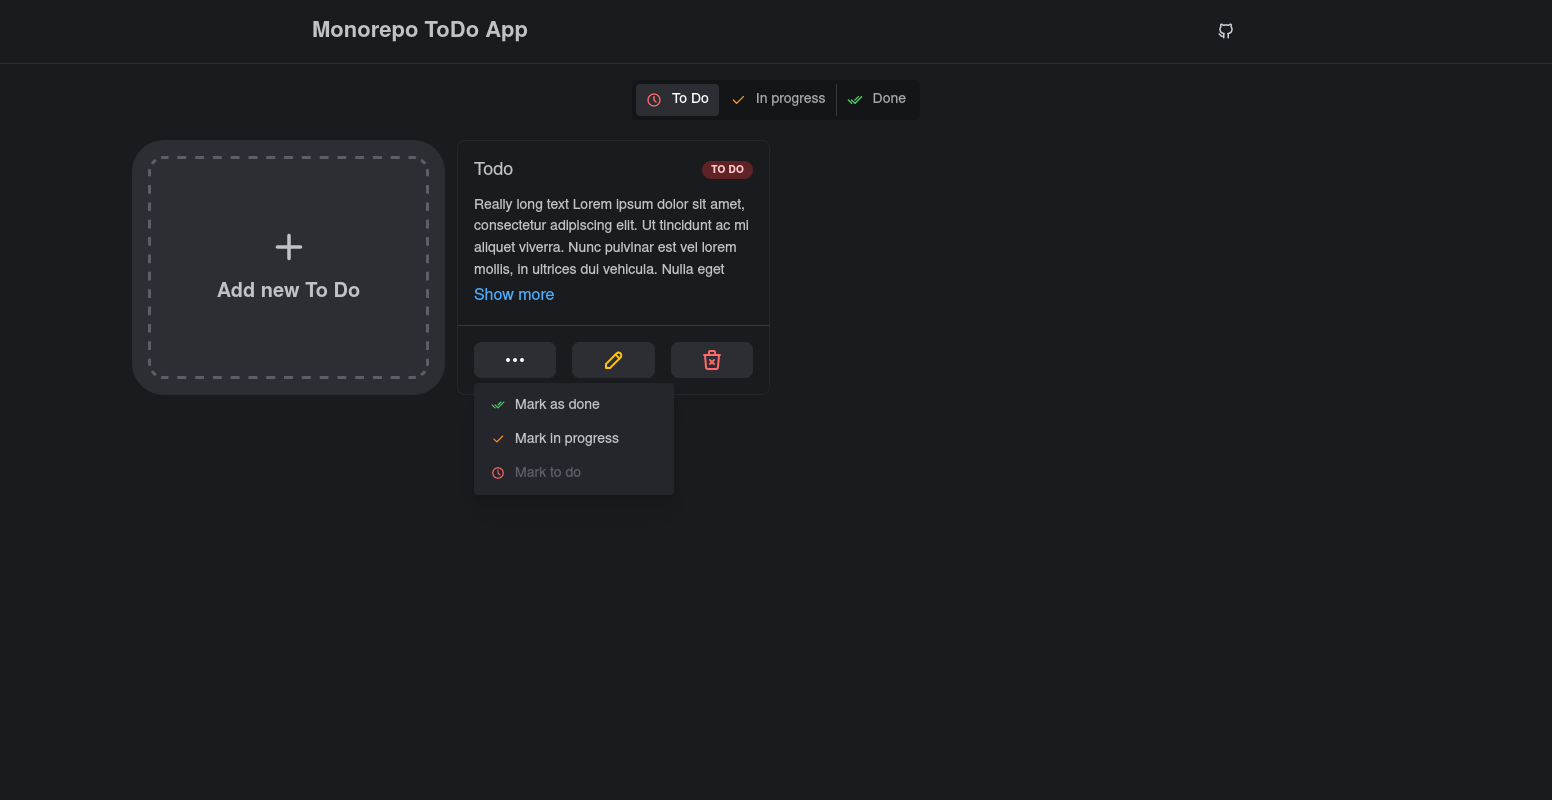 Monorepo ToDo App
To Do
In progress
Done
Add new To Do
Todo
TO DO
Really long text Lorem ipsum dolor sit amet,
consectetur adipiscing elit. Ut tincidunt ac mi
aliquet viverra. Nunc pulvinar est vel lorem
mollis, in ultrices dui vehicula. Nulla eget
Show more
Mark as done
Mark in progress
Mark to do